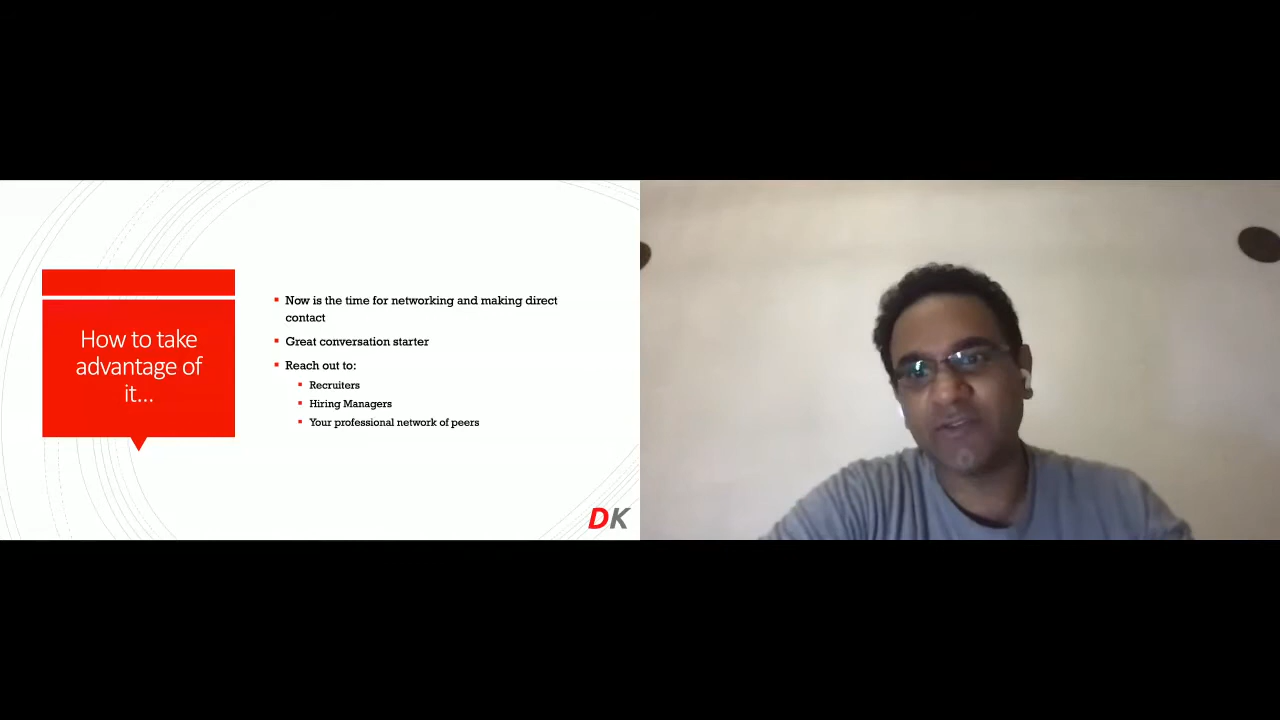 How to take
advantage of
it...
Now is the time for networking and making direct
contact
Great conversation starter
Reach out to:
Recruiters
Hiring Managers
Your professional network of peers
DK